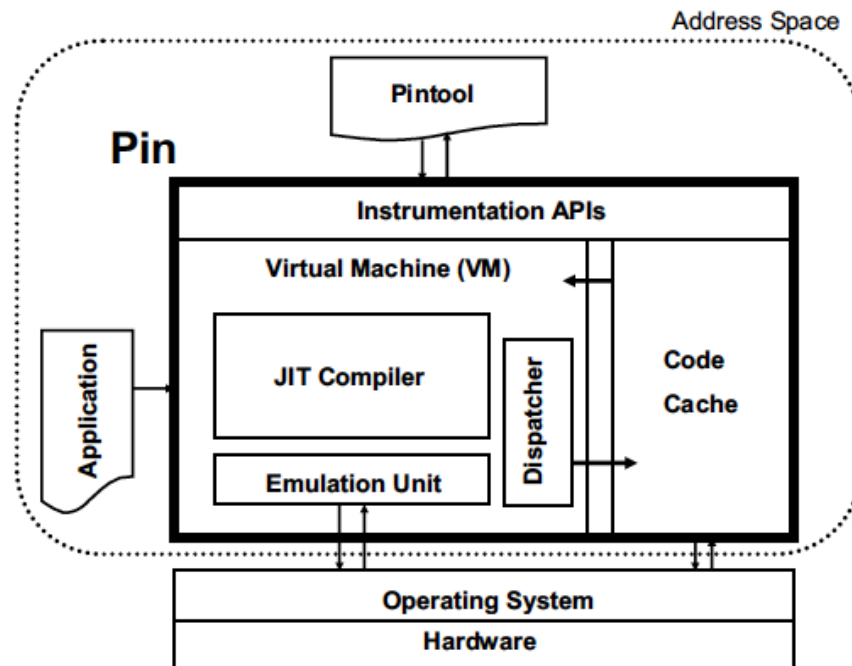 Address Space
Pintool
Pin
Instrumentation APIs
Virtual Machine (VM)
Application
JIT Compiler
Dispatcher
Code
Cache
Emulation Unit
Operating System
Hardware